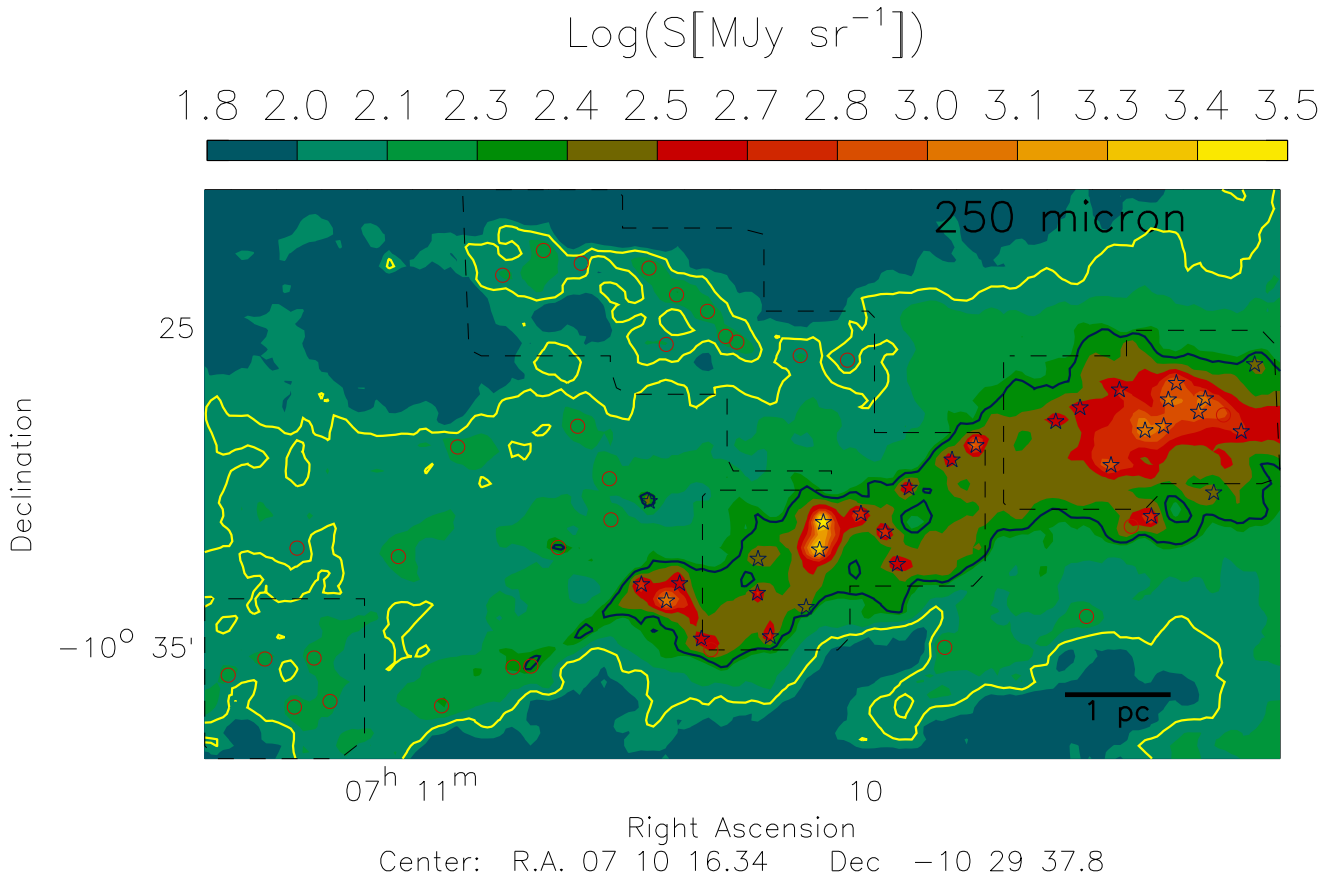 Log(S[MJy sr⁻¹])
1.8 2.0 2.1 2.3 2.4 2.5 2.7 2.8 3.0 3.1 3.3 3.4 3.5
250 micron
25
Declination
−10° 35'
1 pc
07ʰ 11ᵐ 10
Right Ascension
Center: R.A. 07 10 16.34 Dec −10 29 37.8